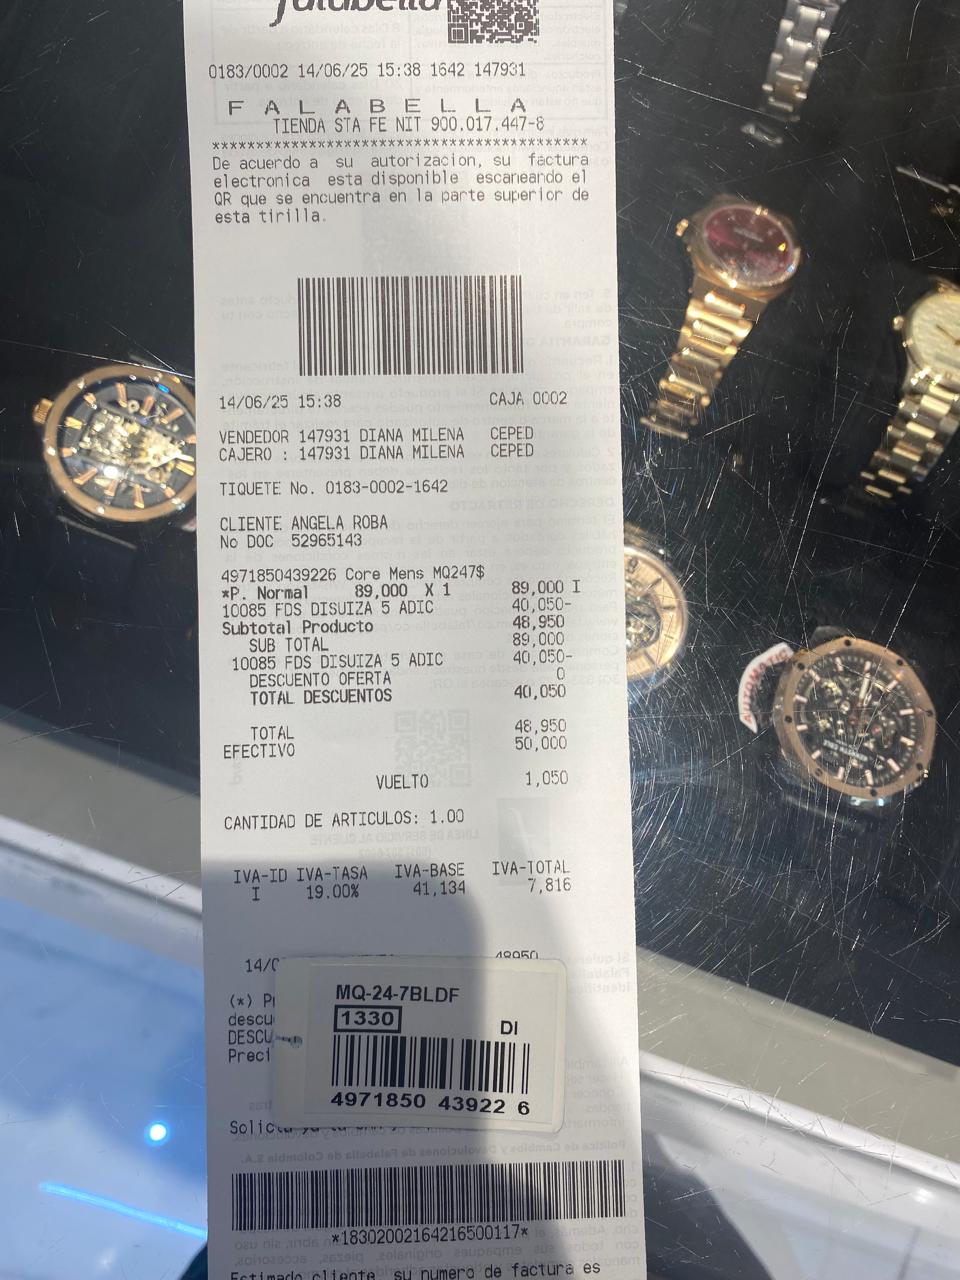 falabella
0183/0002 14/06/25 15:38 1642 147931
F A L A B E L L A
TIENDA STA FE NIT 900.017.447-8
******************************************
De acuerdo a su autorizacion, su factura
electronica esta disponible escaneando el
QR que se encuentra en la parte superior de
esta tirilla.
14/06/25 15:38 CAJA 0002
VENDEDOR 147931 DIANA MILENA CEPED
CAJERO : 147931 DIANA MILENA CEPED
TIQUETE No. 0183-0002-1642
CLIENTE ANGELA ROBA
No DOC 52965143
4971850439226 Core Mens MQ247$
*P. Normal 89,000 X 1 89,000 I
10085 FDS DISUIZA 5 ADIC 40,050-
Subtotal Producto 48,950
SUB TOTAL 89,000
10085 FDS DISUIZA 5 ADIC 40,050-
DESCUENTO OFERTA 0
TOTAL DESCUENTOS 40,050
TOTAL 48,950
EFECTIVO 50,000
VUELTO 1,050
CANTIDAD DE ARTICULOS: 1.00
IVA-ID IVA-TASA IVA-BASE IVA-TOTAL
I 19.00% 41,134 7,816
48950
MQ-24-7BLDF
1330
DI
4971850 43922 6
*18302002164216500117*
Estimado cliente, su numero de factura es
AUTOMATIC